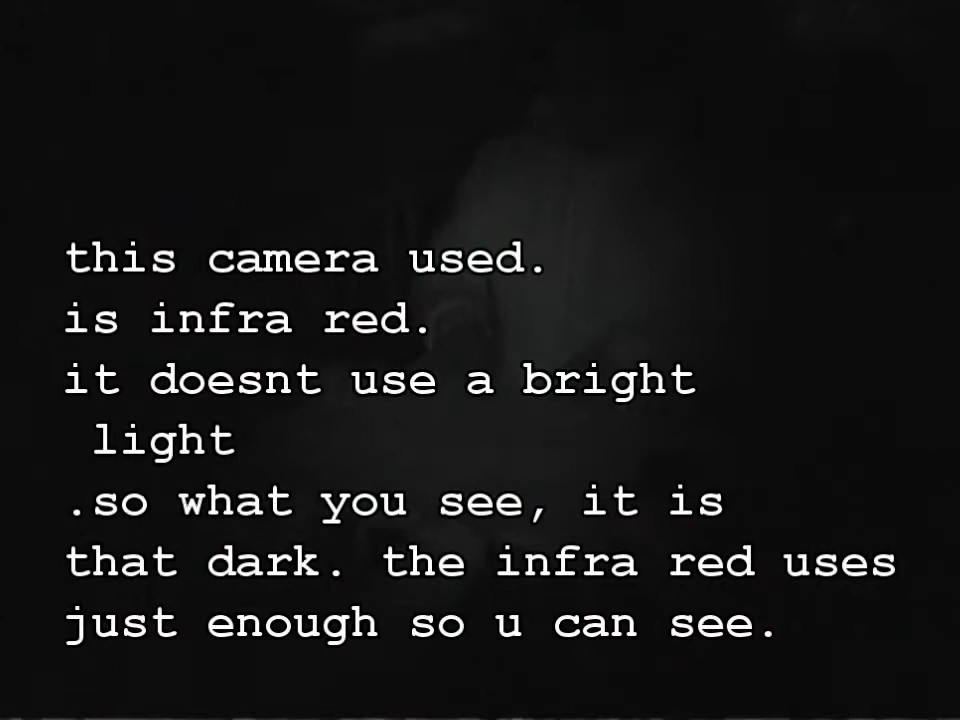 this camera used.
is infra red.
it doesnt use a bright
light
.so what you see, it is
that dark. the infra red uses
just enough so u can see.